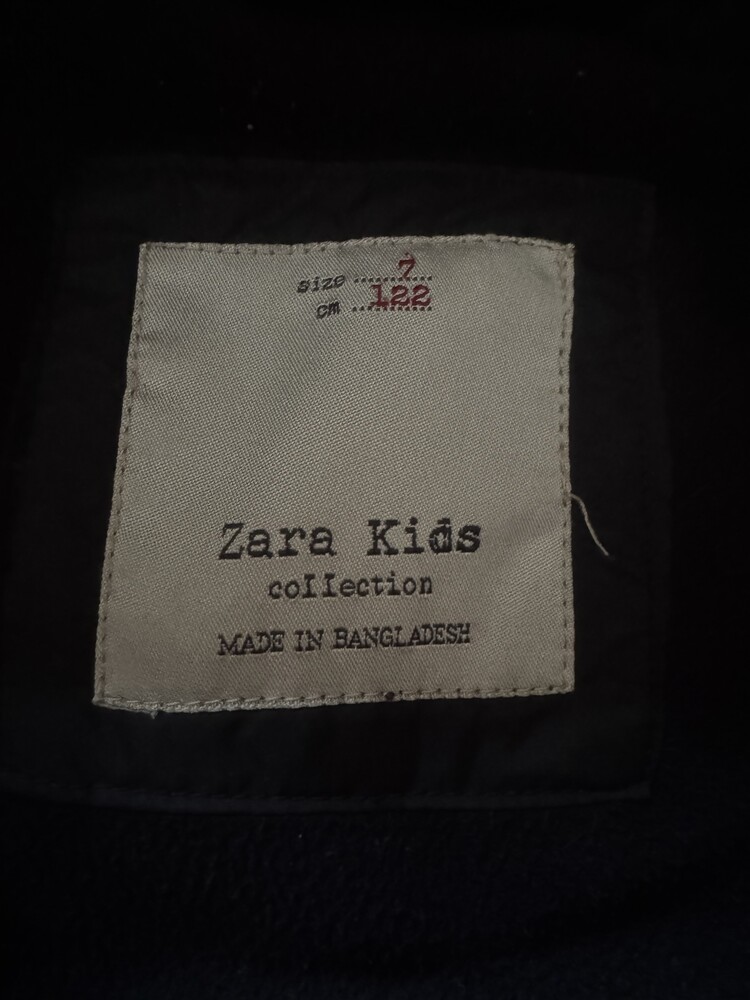 size 7
cm 122
Zara Kids
collection
MADE IN BANGLADESH